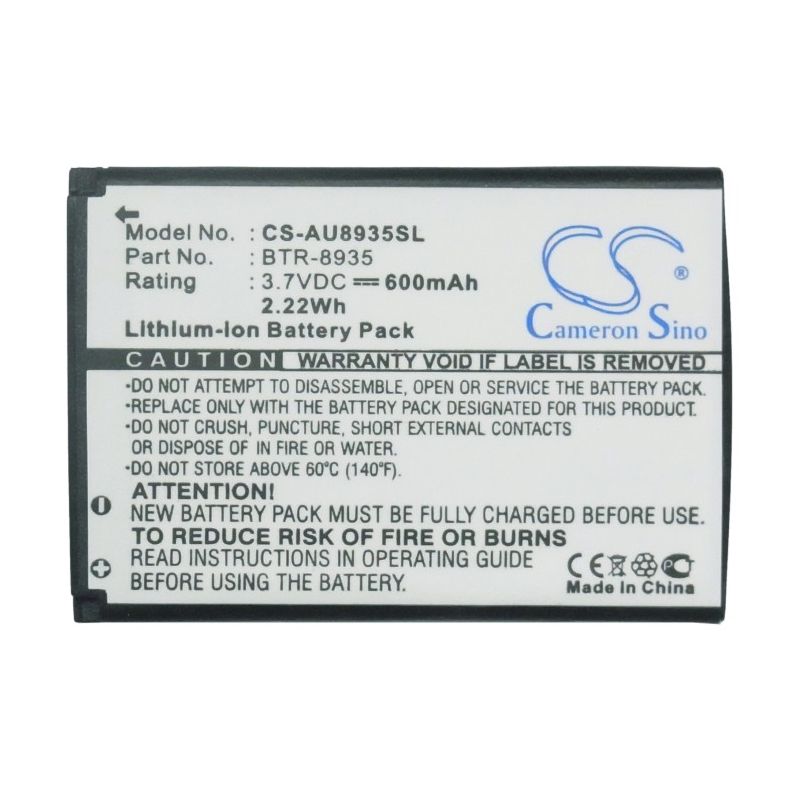 Model No. : CS-AU8935SL
Part No. : BTR-8935
Rating : 3.7VDC 600mAh
2.22Wh
Lithium-Ion Battery Pack
CS
®
Cameron Sino
CAUTION WARRANTY VOID IF LABEL IS REMOVED
-DO NOT ATTEMPT TO DISASSEMBLE, OPEN OR SERVICE THE BATTERY PACK.
-REPLACE ONLY WITH THE BATTERY PACK DESIGNATED FOR THIS PRODUCT.
-DO NOT CRUSH, PUNCTURE, SHORT EXTERNAL CONTACTS
OR DISPOSE OF IN FIRE OR WATER.
-DO NOT STORE ABOVE 60°C (140°F).
ATTENTION!
NEW BATTERY PACK MUST BE FULLY CHARGED BEFORE USE.
TO REDUCE RISK OF FIRE OR BURNS
READ INSTRUCTIONS IN OPERATING GUIDE
BEFORE USING THE BATTERY.
CE
Made In China